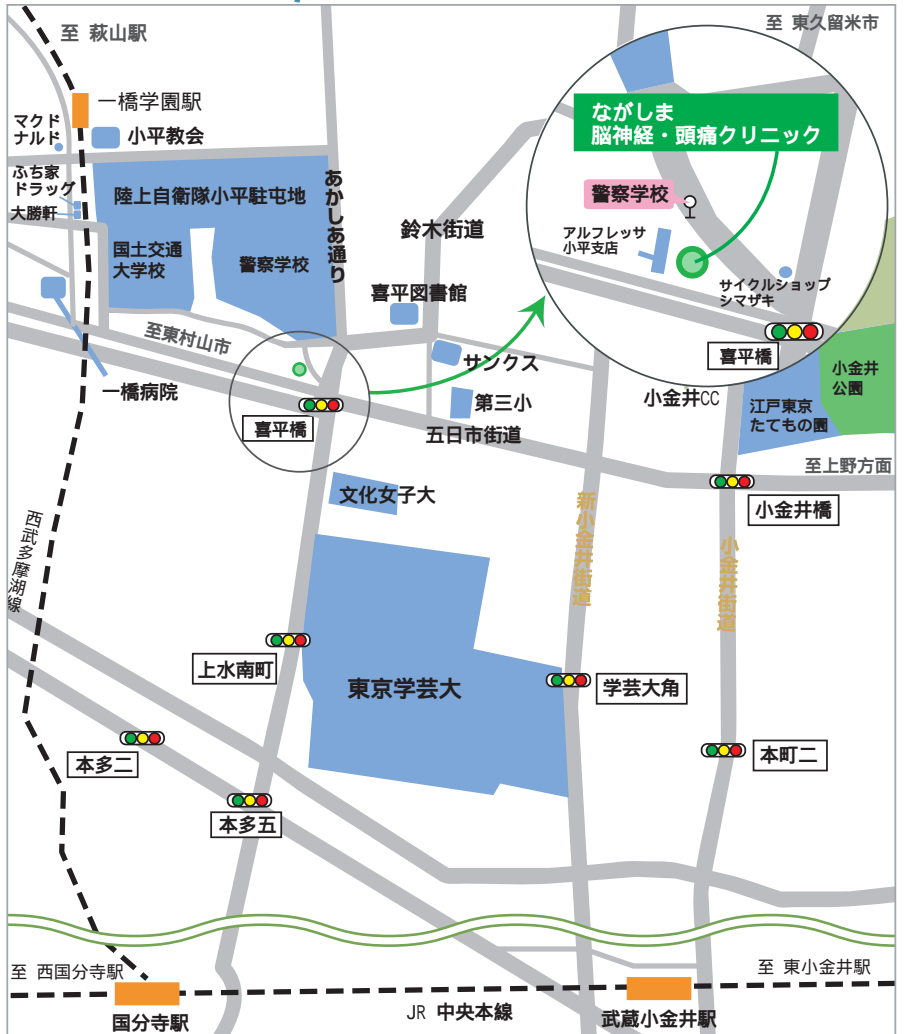 至 萩山駅
至 東久留米市
一橋学園駅
マクド
ナルド
小平教会
ながしま
脳神経・頭痛クリニック
ふち家
ドラッグ
大勝軒
陸上自衛隊小平駐屯地
あかしあ通り
警察学校
鈴木街道
アルフレッサ
小平支店
国土交通
大学校
警察学校
サイクルショップ
シマザキ
喜平図書館
至東村山市
喜平橋
サンクス
小金井
公園
一橋病院
第三小
小金井CC
江戸東京
たてもの園
喜平橋
五日市街道
至上野方面
文化女子大
小金井橋
新小金井街道
小金井街道
西武多摩湖線
上水南町
東京学芸大
学芸大角
本多二
本町二
本多五
至 西国分寺駅
至 東小金井駅
国分寺駅
JR 中央本線
武蔵小金井駅